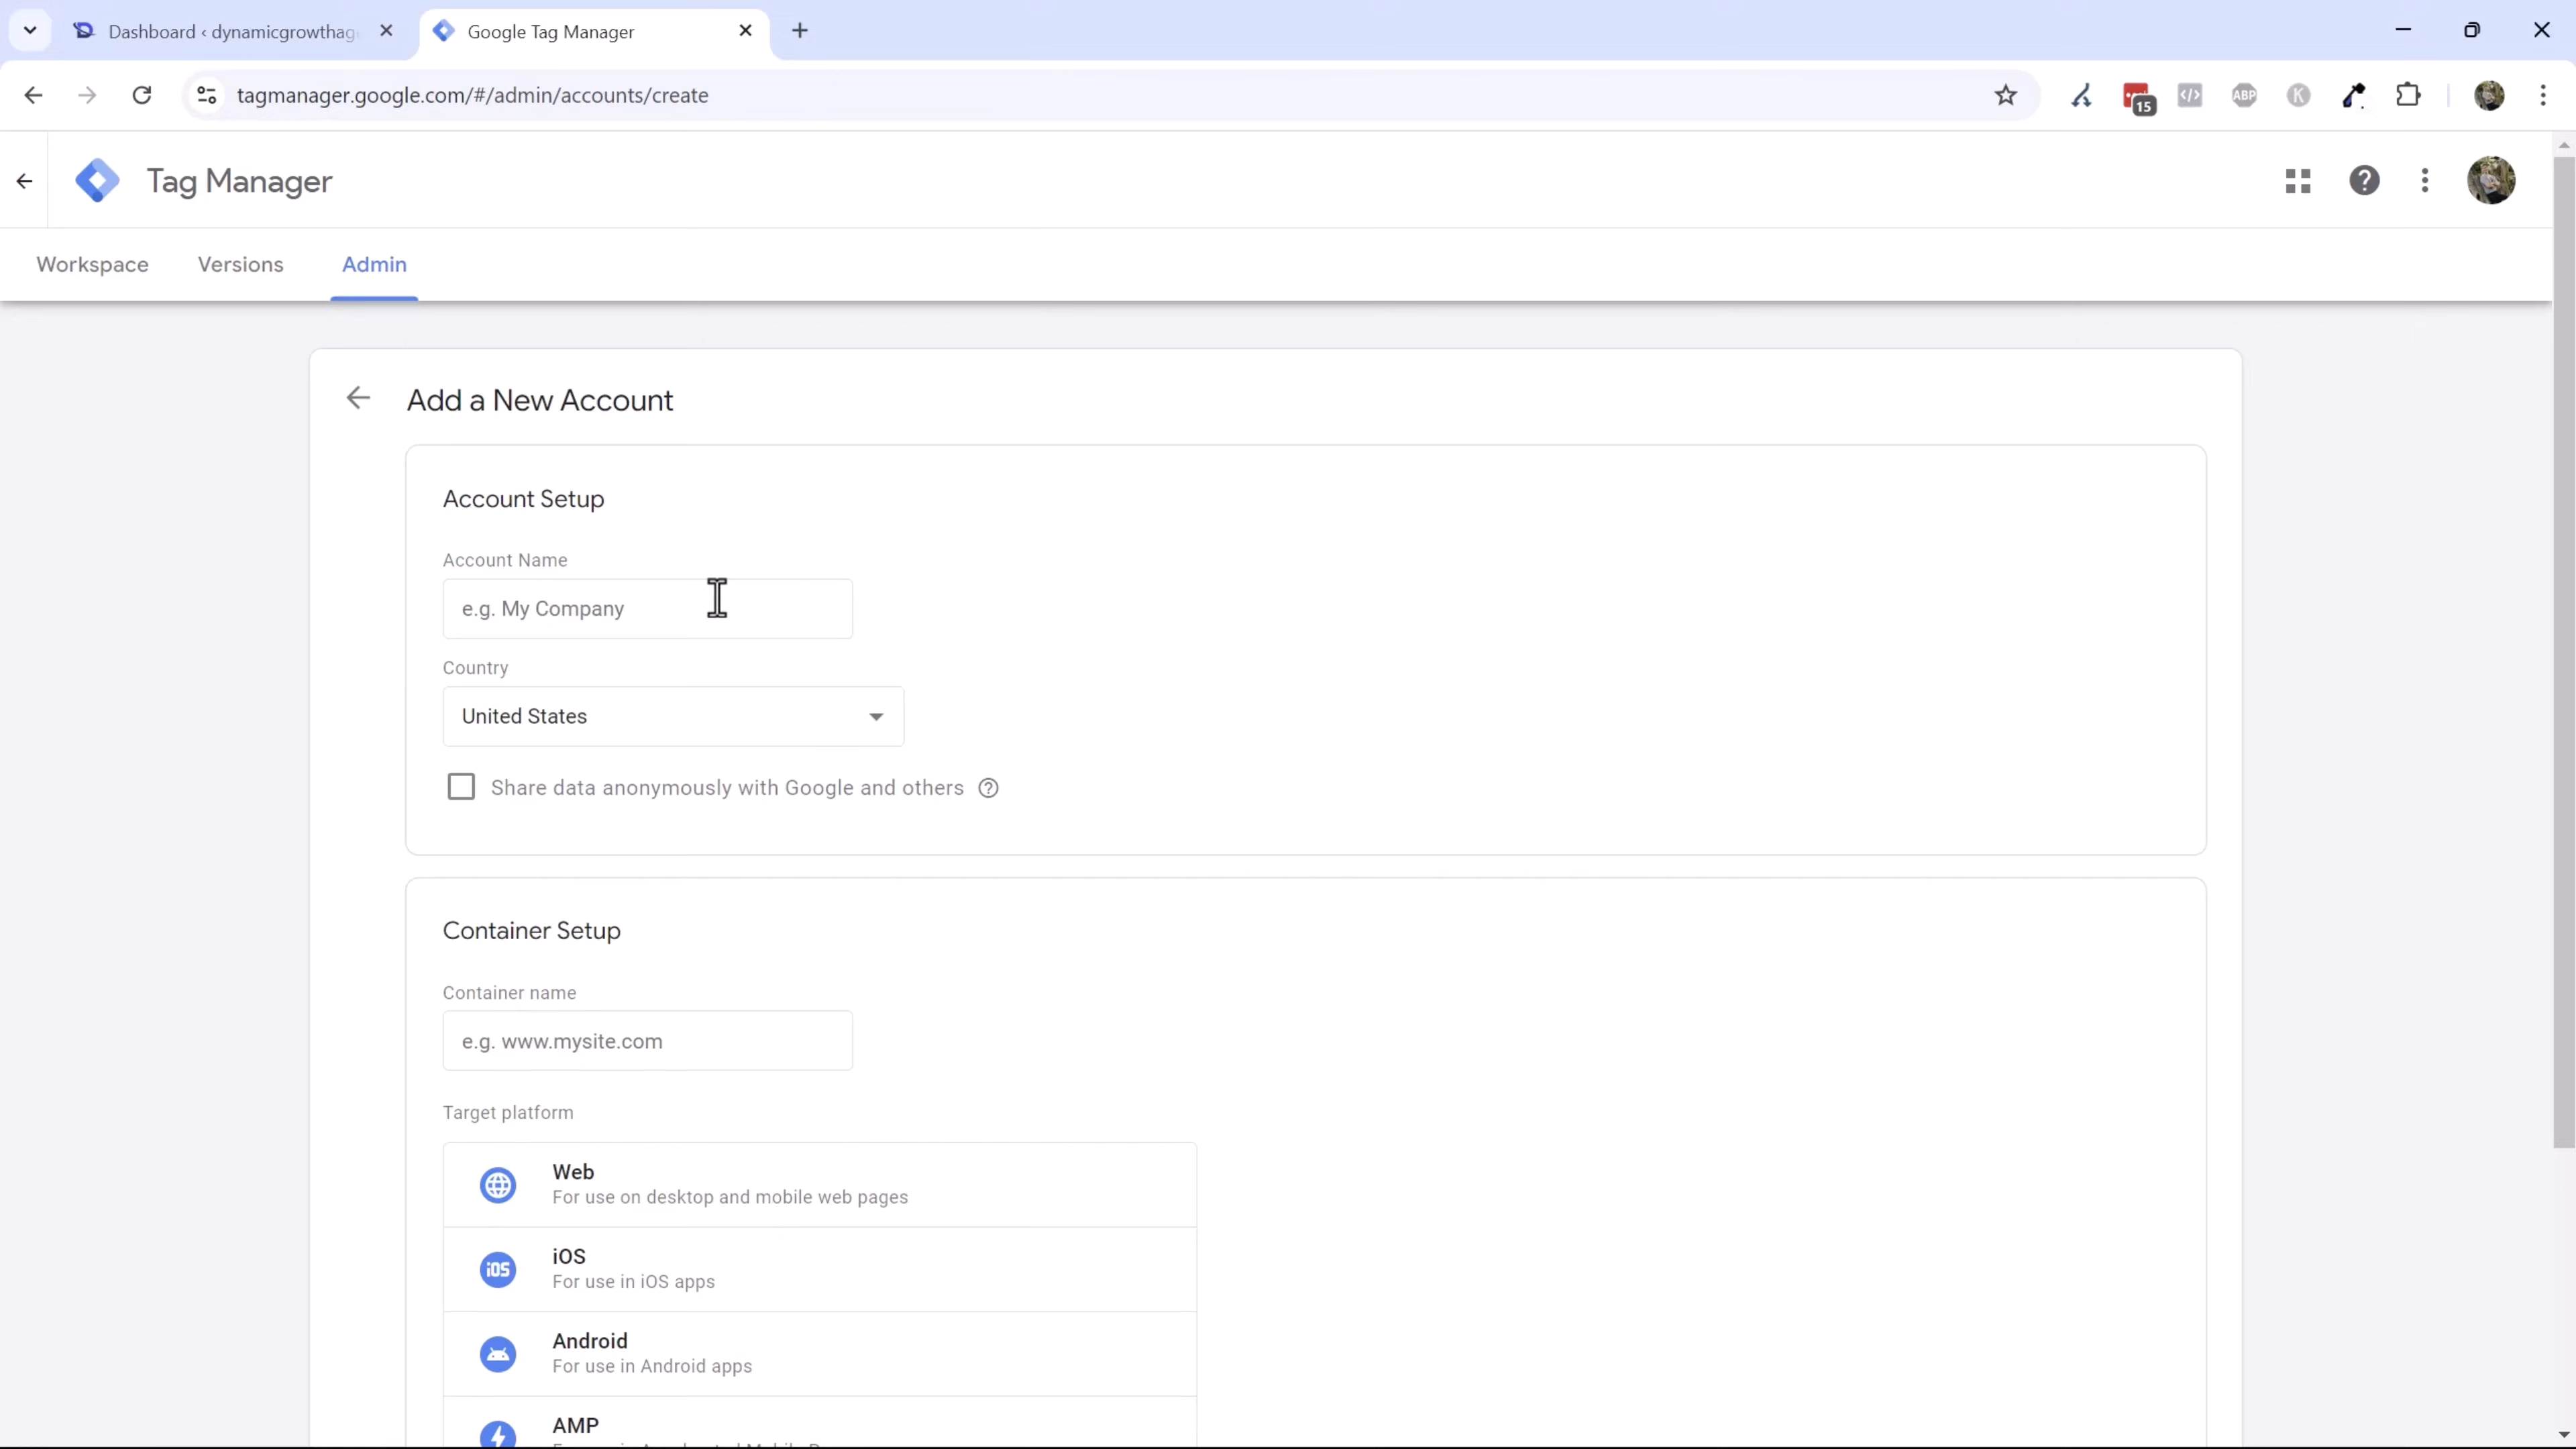 Dashboard ‹ dynamicgrowthag
Google Tag Manager
tagmanager.google.com/#/admin/accounts/create
15
</>
ABP
K
Tag Manager
Workspace
Versions
Admin
Add a New Account
Account Setup
Account Name
e.g. My Company
Country
United States
Share data anonymously with Google and others
Container Setup
Container name
e.g. www.mysite.com
Target platform
Web
For use on desktop and mobile web pages
iOS
iOS
For use in iOS apps
Android
For use in Android apps
AMP